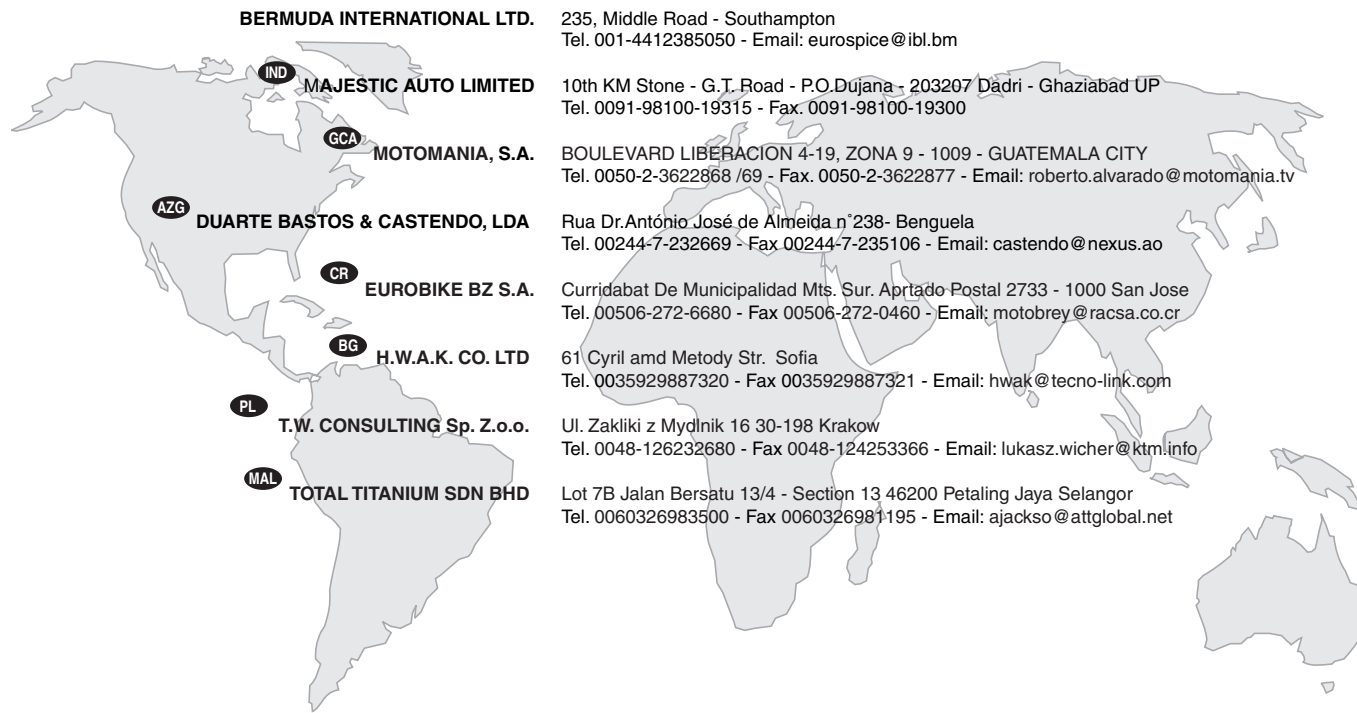 BERMUDA INTERNATIONAL LTD. 235, Middle Road - Southampton
Tel. 001-4412385050 - Email: eurospice@ibl.bm
IND MAJESTIC AUTO LIMITED 10th KM Stone - G.T. Road - P.O.Dujana - 203207 Dadri - Ghaziabad UP
Tel. 0091-98100-19315 - Fax. 0091-98100-19300
GCA MOTOMANIA, S.A. BOULEVARD LIBERACION 4-19, ZONA 9 - 1009 - GUATEMALA CITY
Tel. 0050-2-3622868 /69 - Fax. 0050-2-3622877 - Email: roberto.alvarado@motomania.tv
AZG DUARTE BASTOS & CASTENDO, LDA Rua Dr.António José de Almeida n°238- Benguela
Tel. 00244-7-232669 - Fax 00244-7-235106 - Email: castendo@nexus.ao
CR EUROBIKE BZ S.A. Curridabat De Municipalidad Mts. Sur. Aprtado Postal 2733 - 1000 San Jose
Tel. 00506-272-6680 - Fax 00506-272-0460 - Email: motobrey@racsa.co.cr
BG H.W.A.K. CO. LTD 61 Cyril amd Metody Str. Sofia
Tel. 0035929887320 - Fax 0035929887321 - Email: hwak@tecno-link.com
PL T.W. CONSULTING Sp. Z.o.o. Ul. Zakliki z Mydlnik 16 30-198 Krakow
Tel. 0048-126232680 - Fax 0048-124253366 - Email: lukasz.wicher@ktm.info
MAL TOTAL TITANIUM SDN BHD Lot 7B Jalan Bersatu 13/4 - Section 13 46200 Petaling Jaya Selangor
Tel. 0060326983500 - Fax 0060326981195 - Email: ajackso@attglobal.net